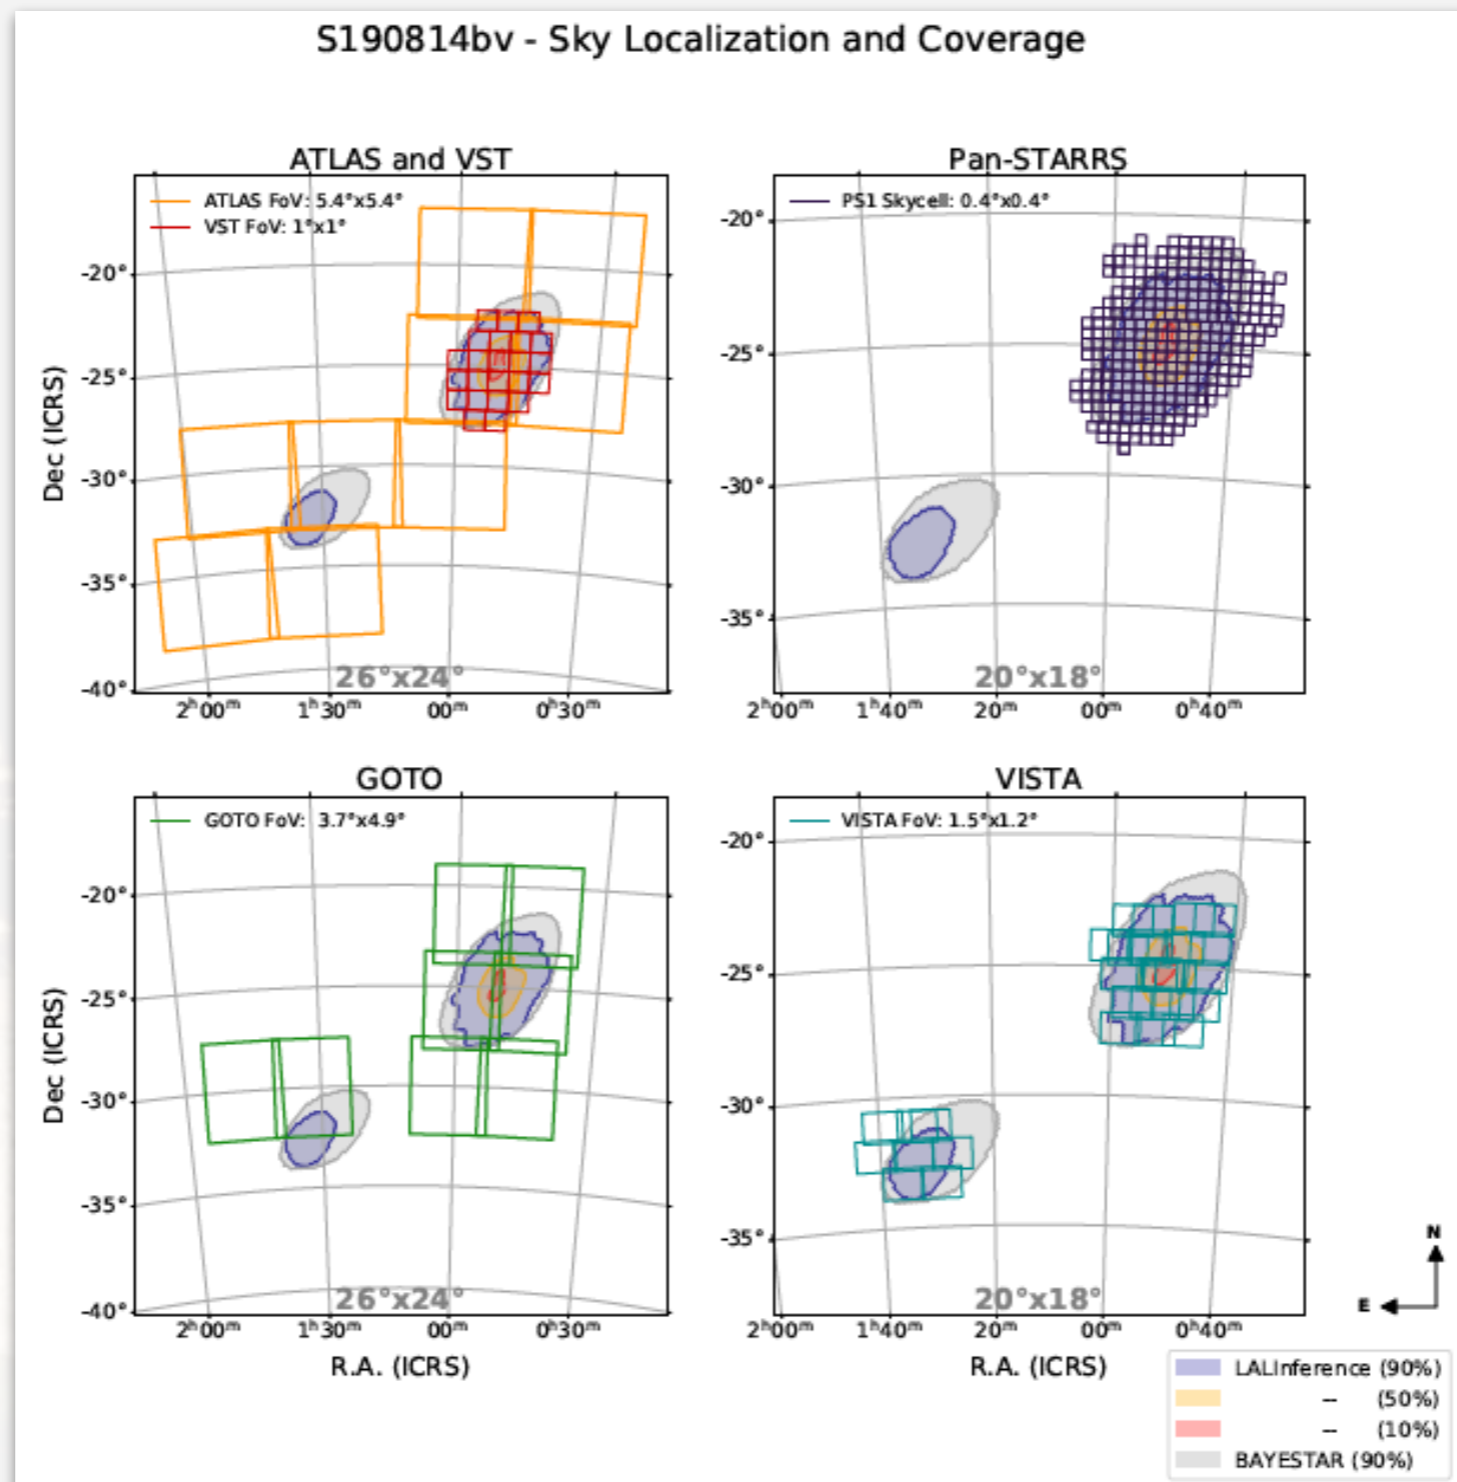 S190814bv - Sky Localization and Coverage
ATLAS and VST
ATLAS FoV: 5.4°x5.4°
VST FoV: 1°x1°
-20°
-25°
-30°
-35°
-40°
Dec (ICRS)
26°x24°
2ʰ00ᵐ 1ʰ30ᵐ 00ᵐ 0ʰ30ᵐ
Pan-STARRS
PS1 Skycell: 0.4°x0.4°
-20°
-25°
-30°
-35°
20°x18°
2ʰ00ᵐ 1ʰ40ᵐ 20ᵐ 00ᵐ 0ʰ40ᵐ
GOTO
GOTO FoV: 3.7°x4.9°
-20°
-25°
-30°
-35°
-40°
Dec (ICRS)
26°x24°
2ʰ00ᵐ 1ʰ30ᵐ 00ᵐ 0ʰ30ᵐ
R.A. (ICRS)
VISTA
VISTA FoV: 1.5°x1.2°
-20°
-25°
-30°
-35°
20°x18°
2ʰ00ᵐ 1ʰ40ᵐ 20ᵐ 00ᵐ 0ʰ40ᵐ
R.A. (ICRS)
N
E
LALInference (90%)
-- (50%)
-- (10%)
BAYESTAR (90%)